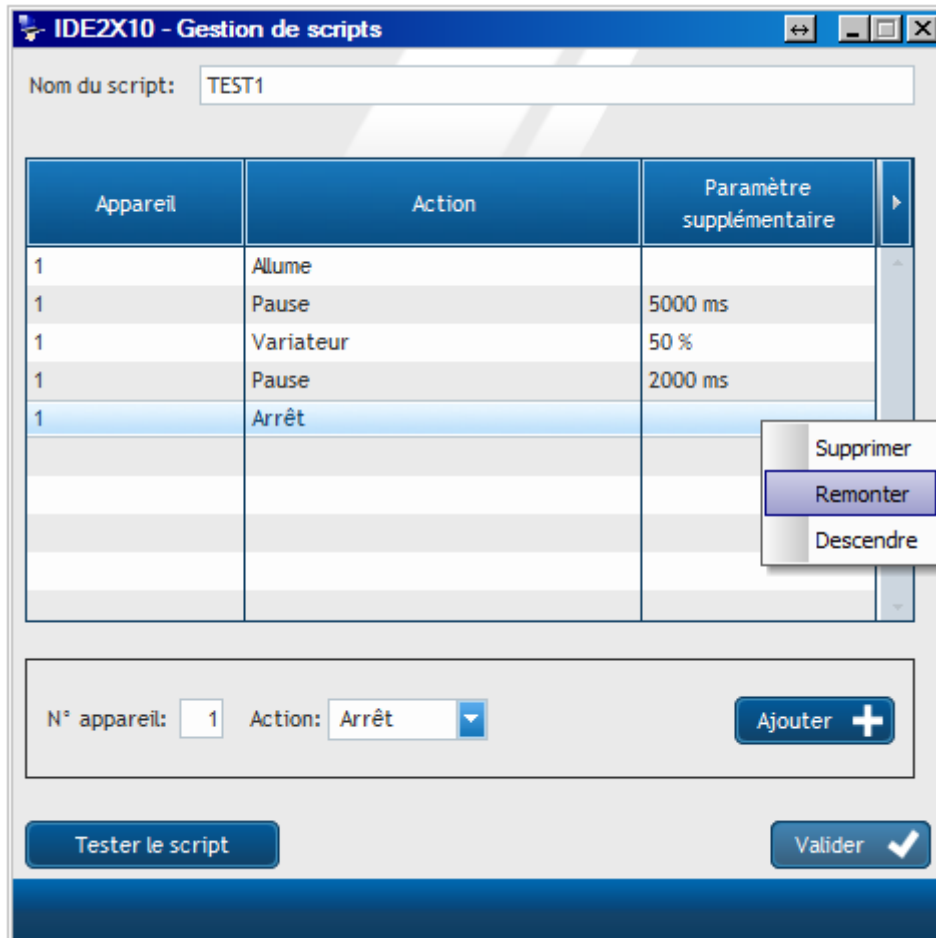 IDE2X10 - Gestion de scripts
Nom du script: TEST1
Appareil Action Paramètre
supplémentaire
1 Allume
1 Pause 5000 ms
1 Variateur 50 %
1 Pause 2000 ms
1 Arrêt
Supprimer
Remonter
Descendre
N° appareil: 1 Action: Arrêt Ajouter
Tester le script Valider